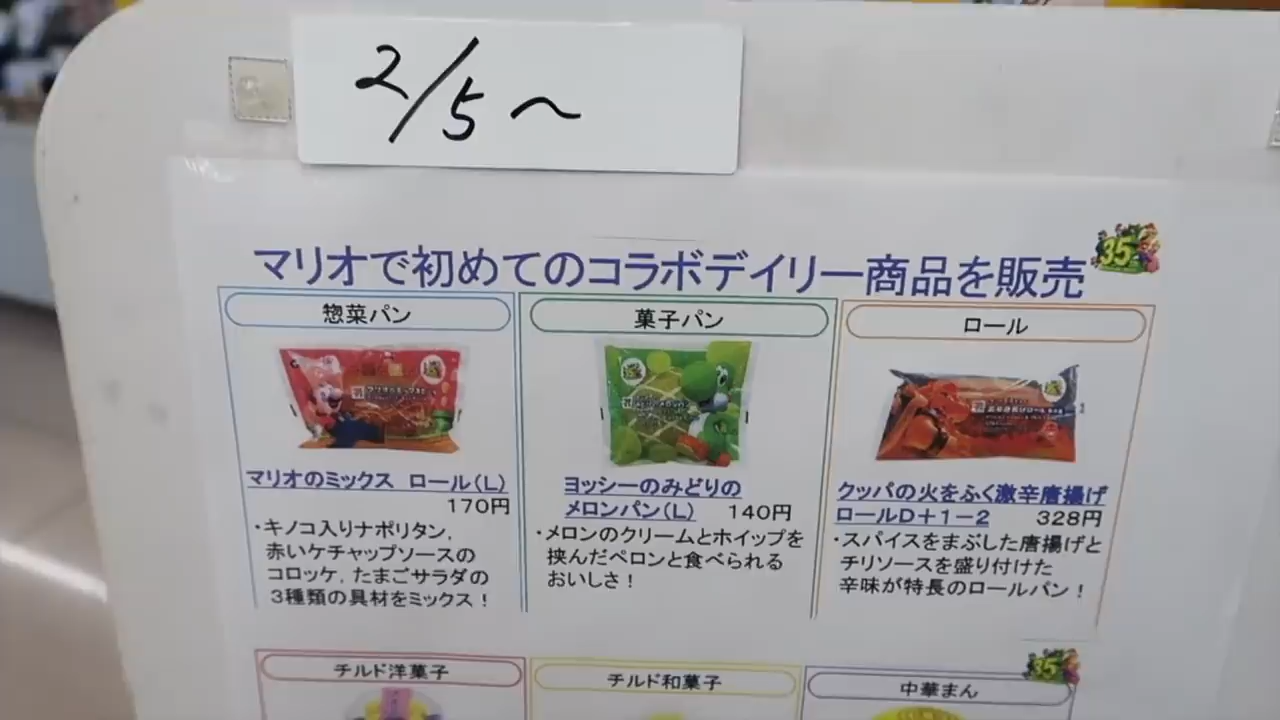 2/5～
マリオで初めてのコラボデイリー商品を販売
35
惣菜パン
マリオのミックス　ロール(L)
170円
・キノコ入りナポリタン,
赤いケチャップソースの
コロッケ, たまごサラダの
3種類の具材をミックス！
菓子パン
ヨッシーのみどりの
メロンパン(L)　140円
・メロンのクリームとホイップを
挟んだペロンと食べられる
おいしさ！
ロール
クッパの火をふく激辛唐揚げ
ロールD＋1－2　328円
・スパイスをまぶした唐揚げと
チリソースを盛り付けた
辛味が特長のロールパン！
チルド洋菓子
チルド和菓子
中華まん
35